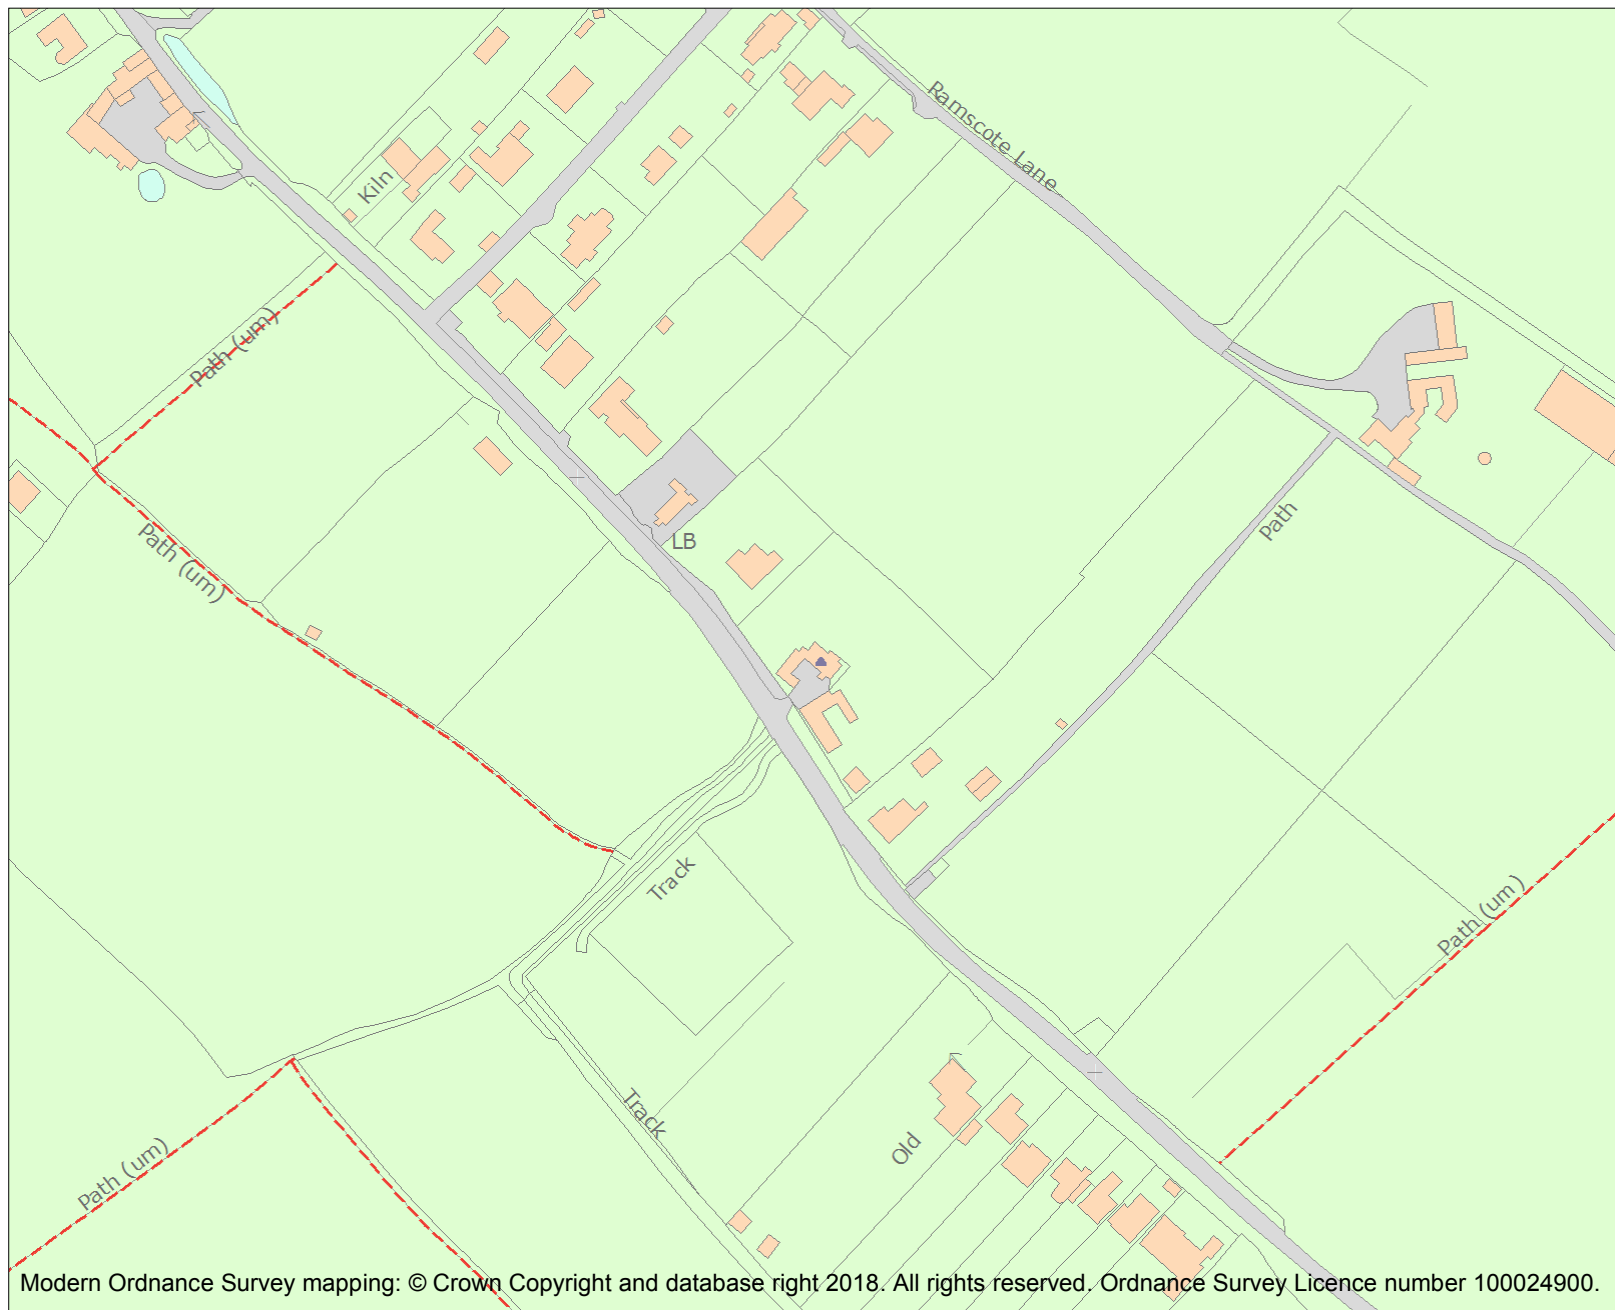 Ramscote Lane
Kiln
Path (um)
Path
LB
Path (um)
Track
Path (um)
Track
Old
Path (um)
Modern Ordnance Survey mapping: © Crown Copyright and database right 2018. All rights reserved. Ordnance Survey Licence number 100024900.